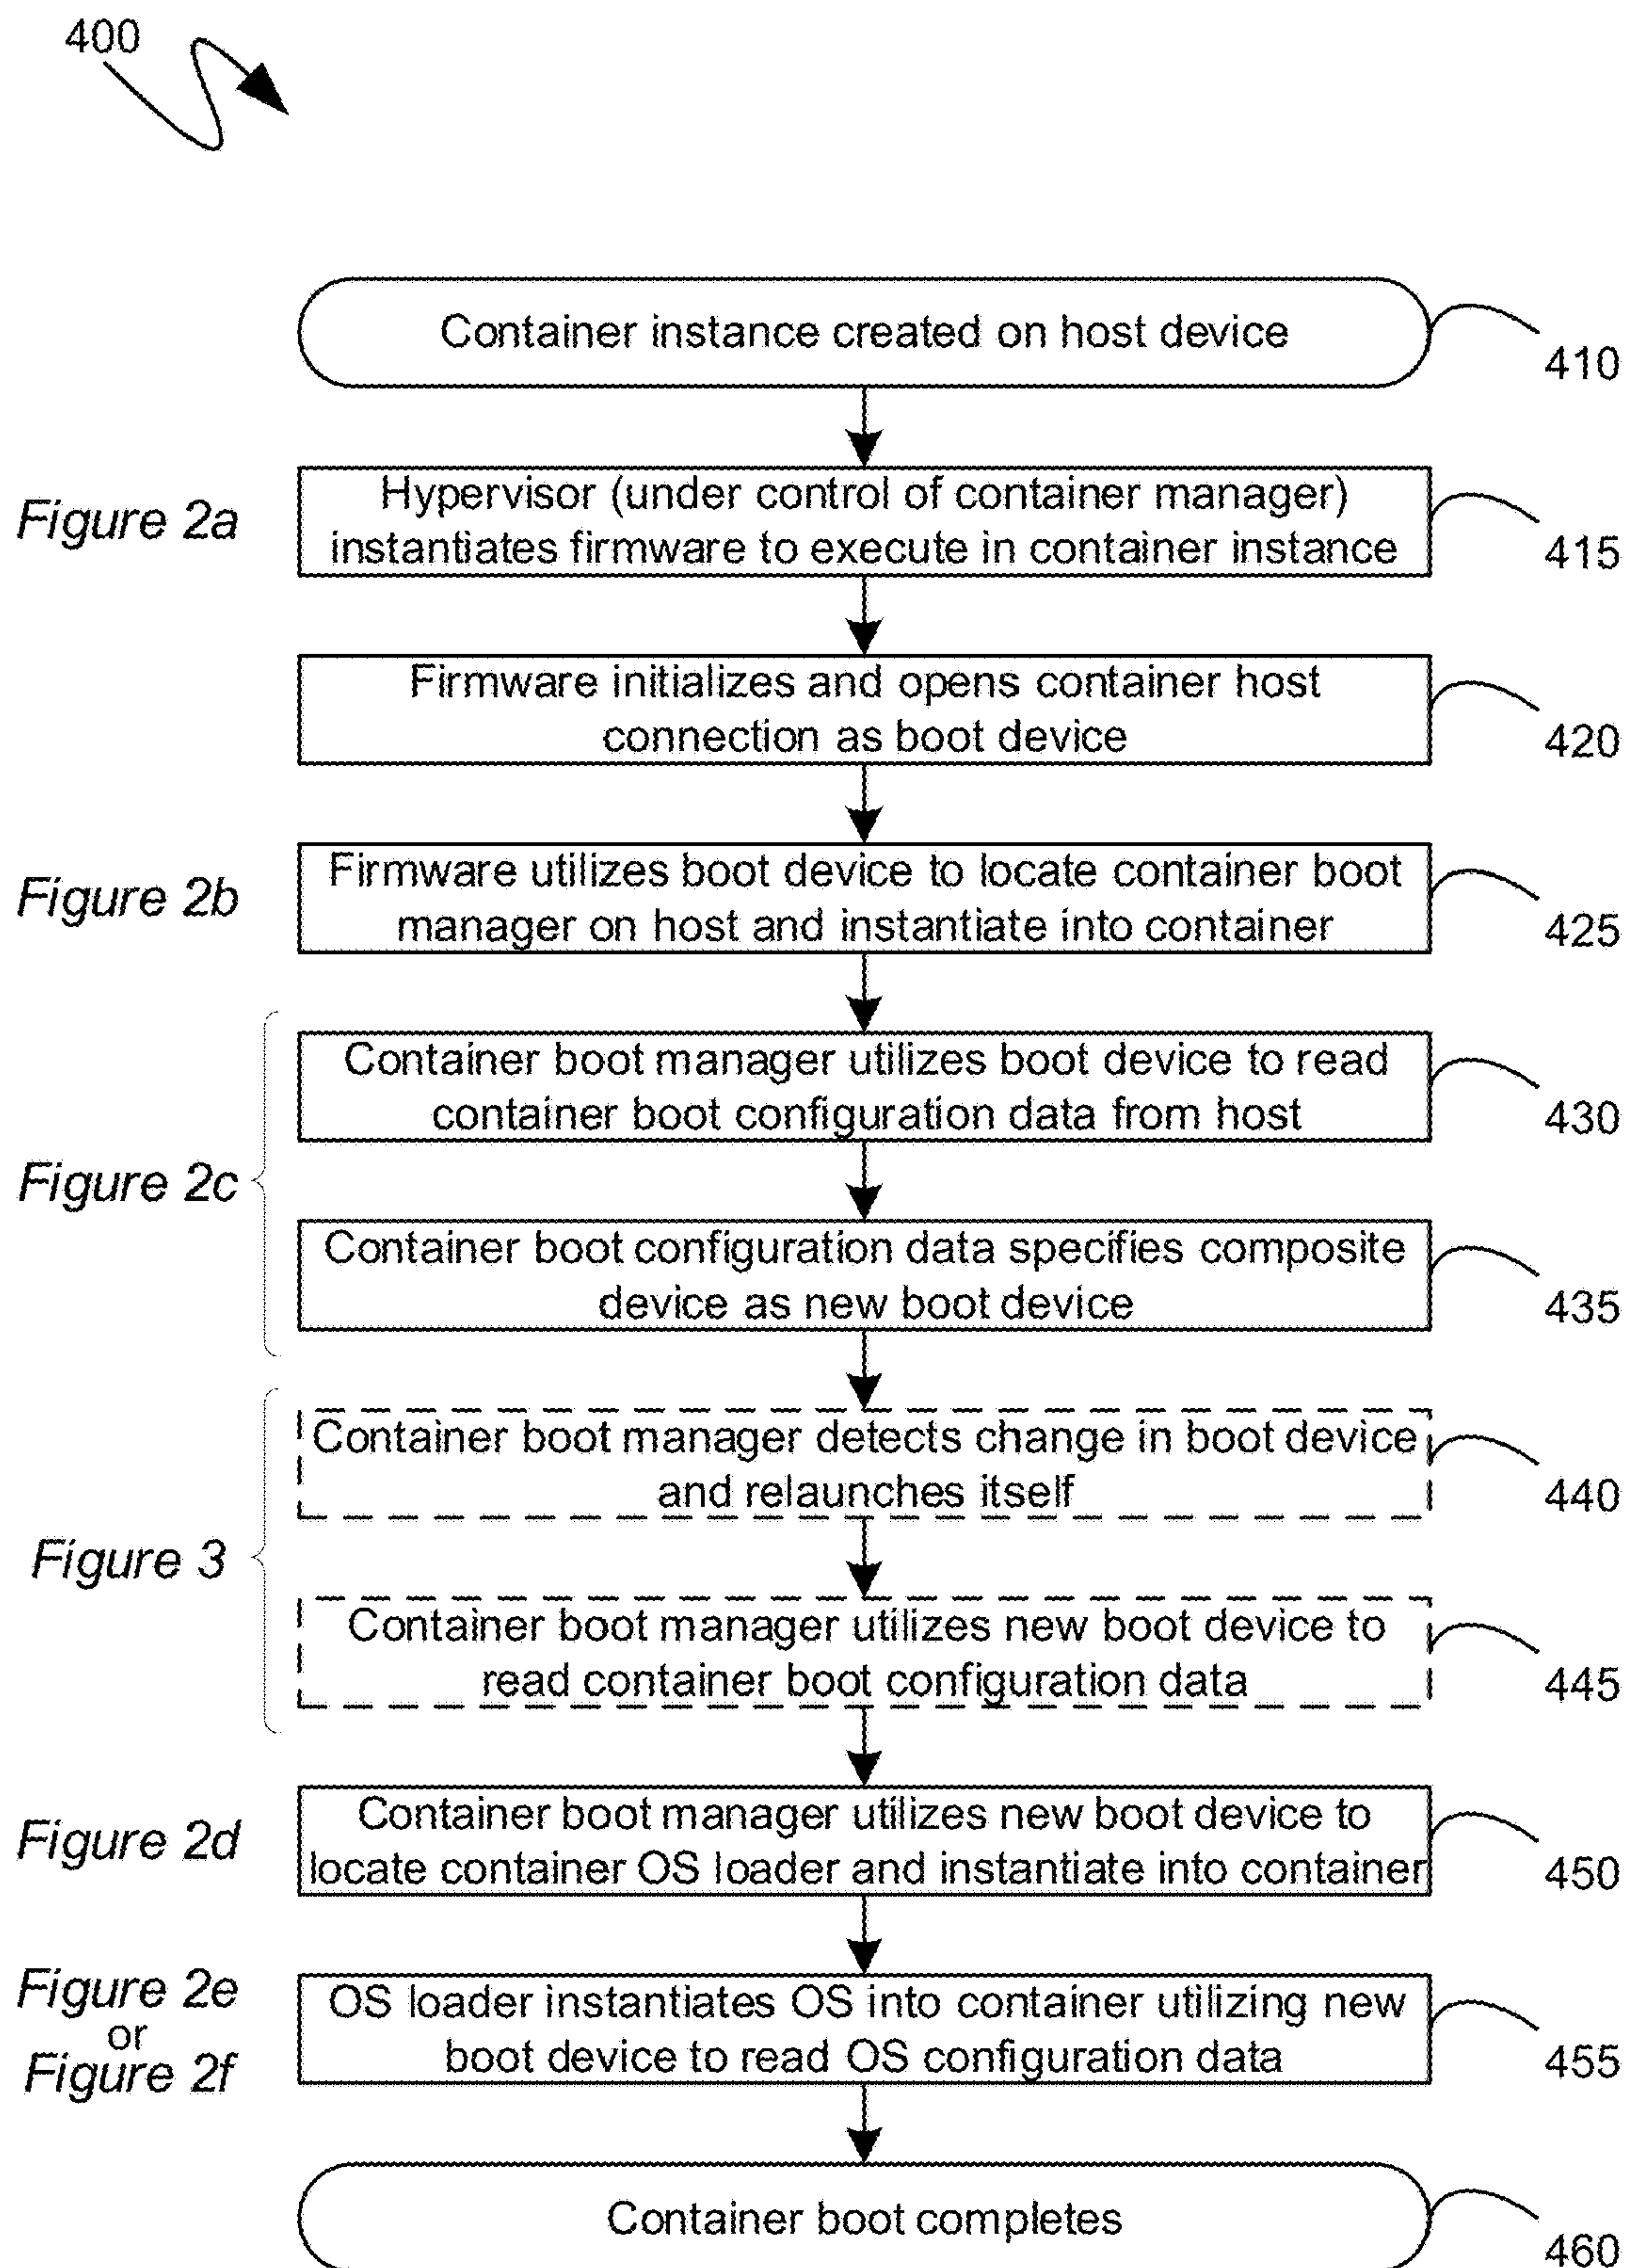 400
Container instance created on host device
410
Figure 2a
Hypervisor (under control of container manager)
instantiates firmware to execute in container instance
415
Firmware initializes and opens container host
connection as boot device
420
Figure 2b
Firmware utilizes boot device to locate container boot
manager on host and instantiate into container
425
Figure 2c
Container boot manager utilizes boot device to read
container boot configuration data from host
430
Container boot configuration data specifies composite
device as new boot device
435
Figure 3
Container boot manager detects change in boot device
and relaunches itself
440
Container boot manager utilizes new boot device to
read container boot configuration data
445
Figure 2d
Container boot manager utilizes new boot device to
locate container OS loader and instantiate into container
450
Figure 2e
or
Figure 2f
OS loader instantiates OS into container utilizing new
boot device to read OS configuration data
455
Container boot completes
460